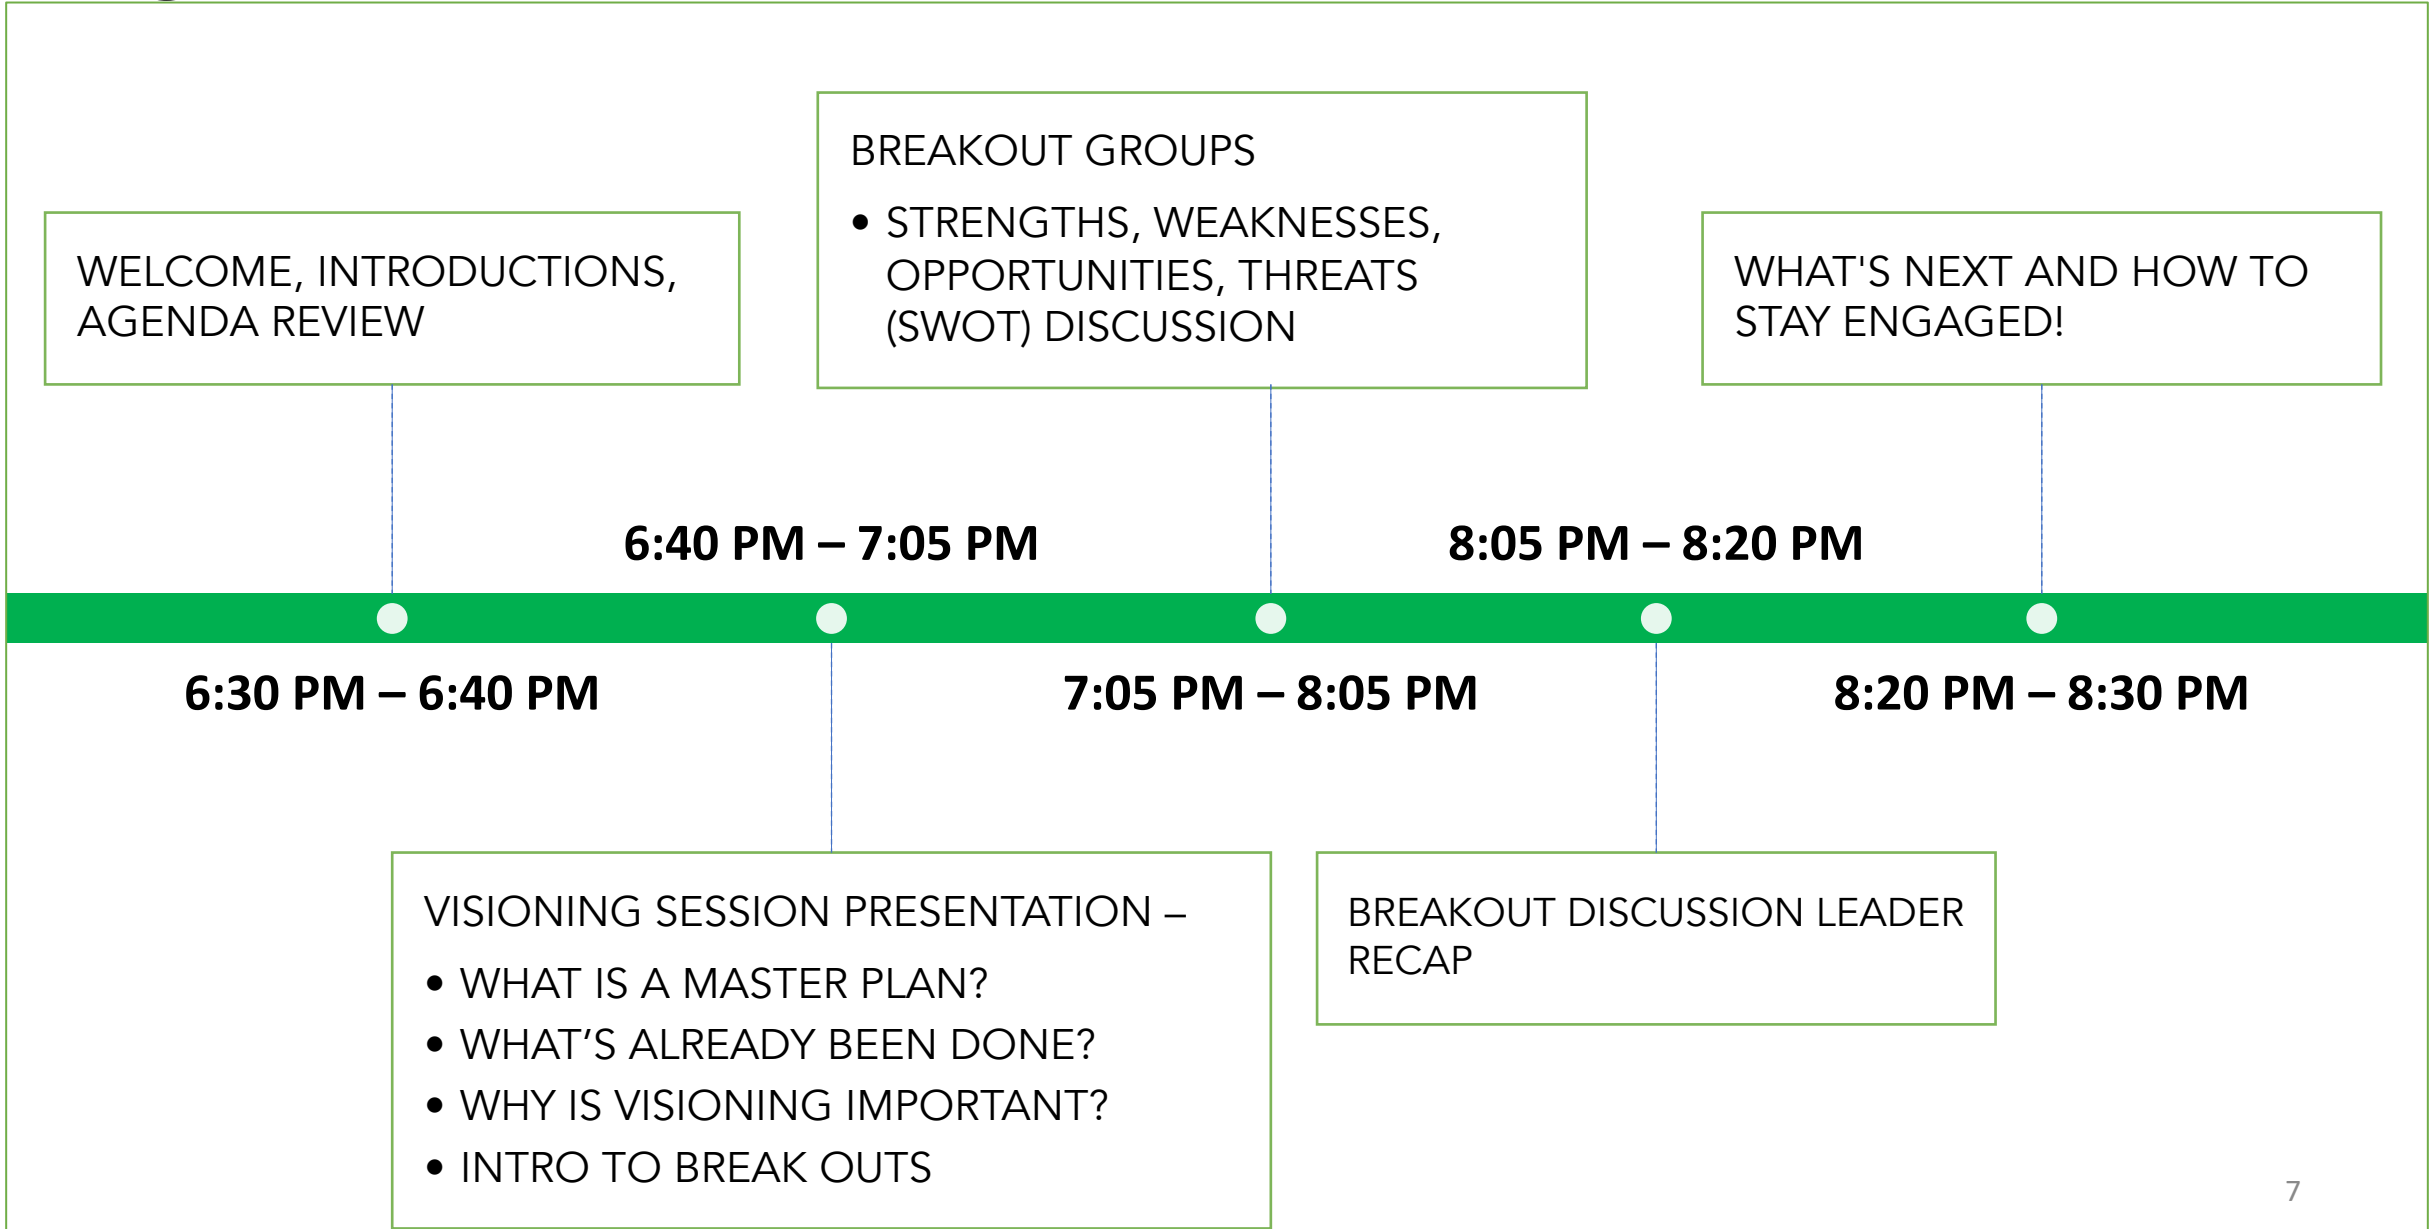 WELCOME, INTRODUCTIONS,
AGENDA REVIEW
6:30 PM – 6:40 PM
6:40 PM – 7:05 PM
VISIONING SESSION PRESENTATION –
• WHAT IS A MASTER PLAN?
• WHAT’S ALREADY BEEN DONE?
• WHY IS VISIONING IMPORTANT?
• INTRO TO BREAK OUTS
BREAKOUT GROUPS
• STRENGTHS, WEAKNESSES,
OPPORTUNITIES, THREATS
(SWOT) DISCUSSION
7:05 PM – 8:05 PM
8:05 PM – 8:20 PM
BREAKOUT DISCUSSION LEADER
RECAP
WHAT'S NEXT AND HOW TO
STAY ENGAGED!
8:20 PM – 8:30 PM
7